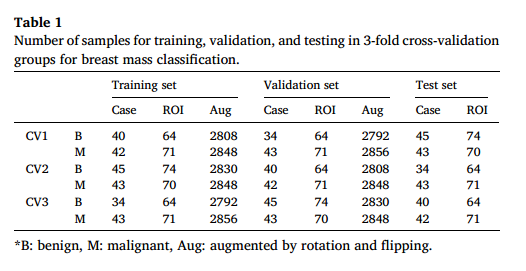 Table 1
Number of samples for training, validation, and testing in 3-fold cross-validation
groups for breast mass classification.
Training set Validation set Test set
Case ROI Aug Case ROI Aug Case ROI
CV1 B 40 64 2808 34 64 2792 45 74
M 42 71 2848 43 71 2856 43 70
CV2 B 45 74 2830 40 64 2808 34 64
M 43 70 2848 42 71 2848 43 71
CV3 B 34 64 2792 45 74 2830 40 64
M 43 71 2856 43 70 2848 42 71
*B: benign, M: malignant, Aug: augmented by rotation and flipping.